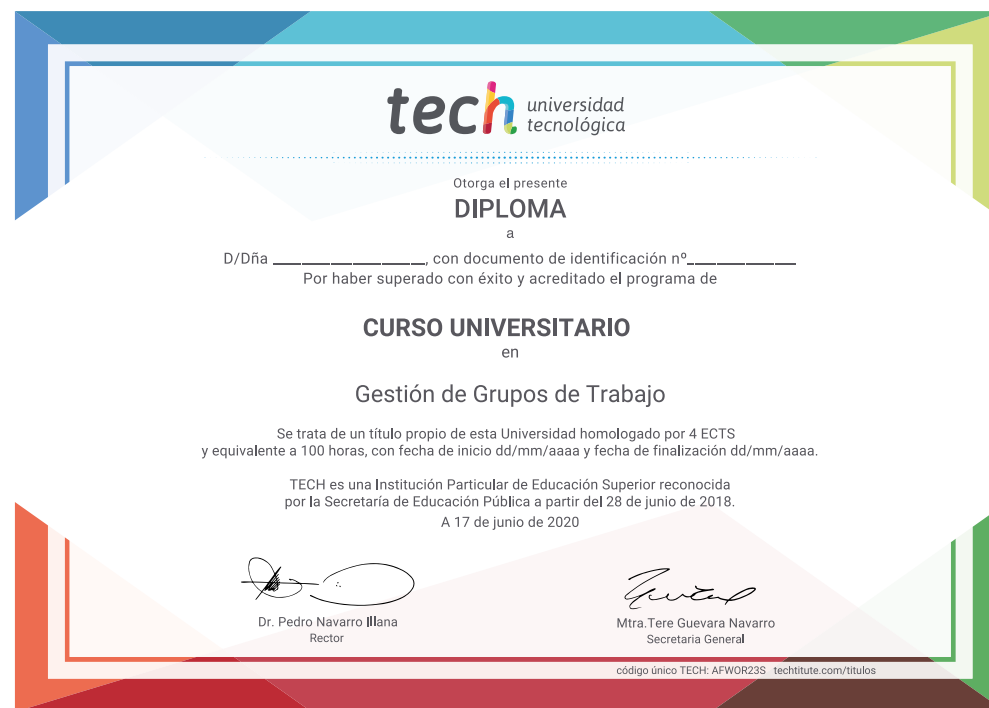 tech universidad
tecnológica
Otorga el presente
DIPLOMA
a
D/Dña ____________________, con documento de identificación nº______________
Por haber superado con éxito y acreditado el programa de
CURSO UNIVERSITARIO
en
Gestión de Grupos de Trabajo
Se trata de un título propio de esta Universidad homologado por 4 ECTS
y equivalente a 100 horas, con fecha de inicio dd/mm/aaaa y fecha de finalización dd/mm/aaaa.
TECH es una Institución Particular de Educación Superior reconocida
por la Secretaría de Educación Pública a partir del 28 de junio de 2018.
A 17 de junio de 2020
Dr. Pedro Navarro Illana
Rector
Mtra.Tere Guevara Navarro
Secretaria General
código único TECH: AFWOR23S techtitute.com/titulos